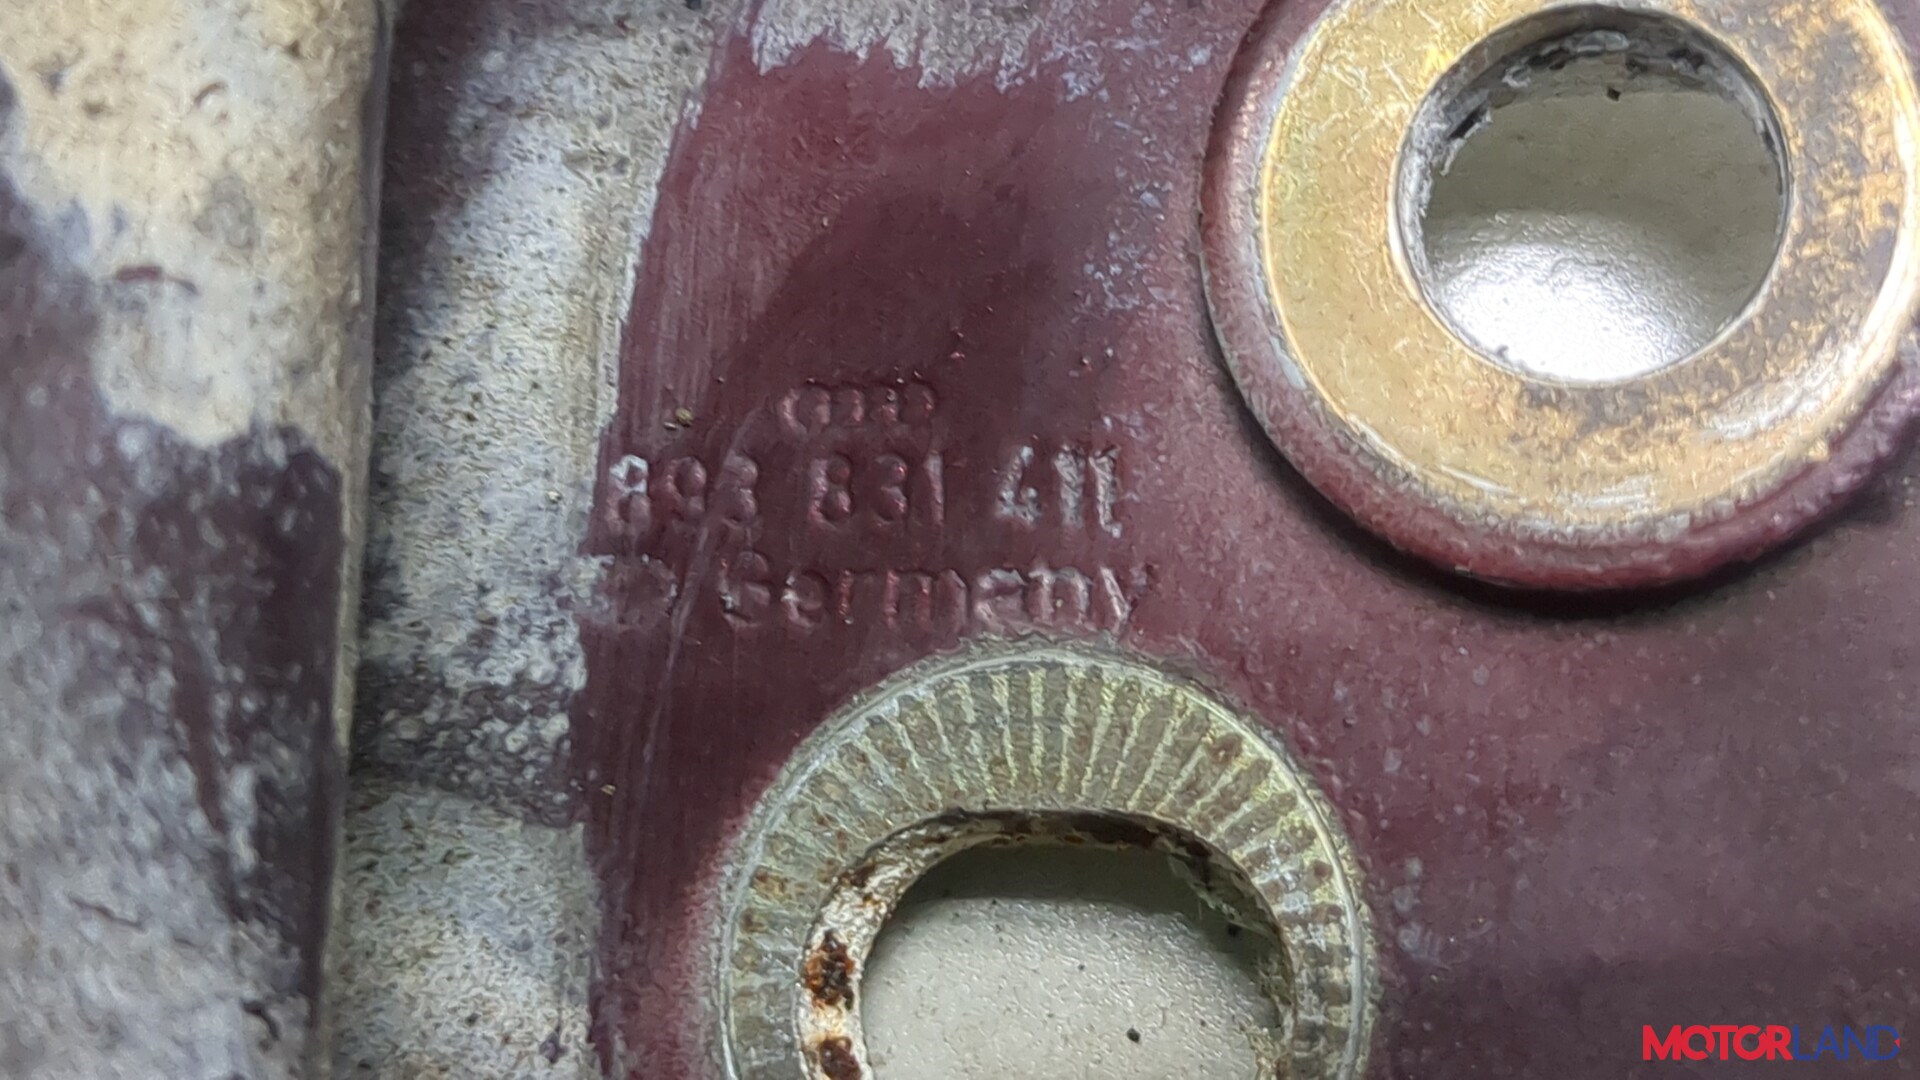 893 831 411
Germany
MOTORLAND